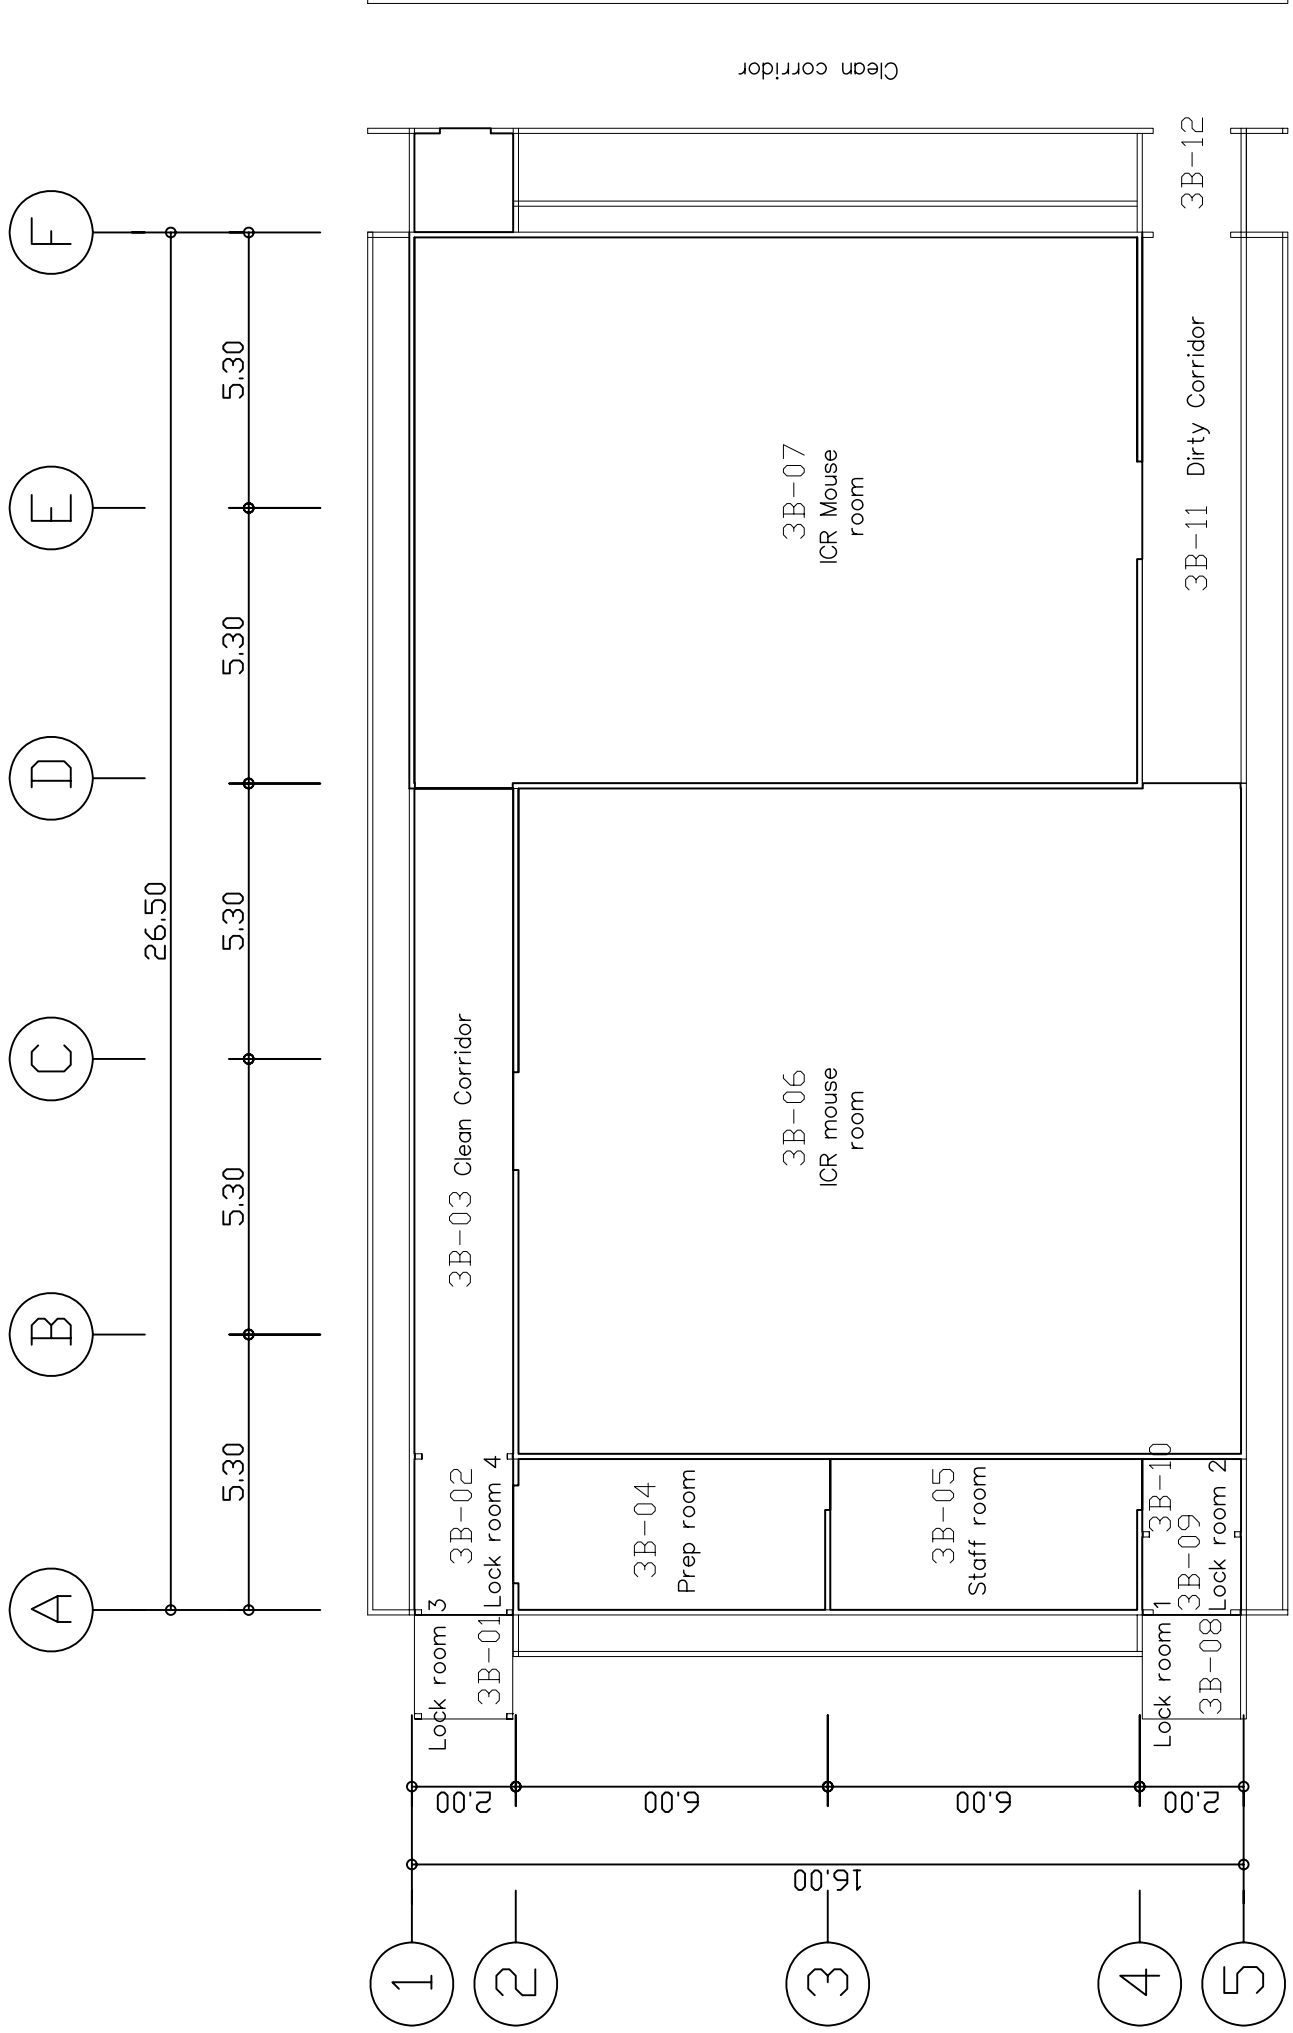 A
B
C
D
E
F
26.50
5.30
5.30
5.30
5.30
5.30
1
2
3
4
5
16.00
2.00
6.00
6.00
2.00
Lock room 3
3B-01
3B-02
Lock room 4
3B-03 Clean Corridor
3B-04
Prep room
3B-05
Staff room
3B-06
ICR mouse
room
3B-07
ICR Mouse
room
Lock room 1
3B-08
3B-09
Lock room 2
3B-10
3B-11 Dirty Corridor
3B-12
Clean corridor